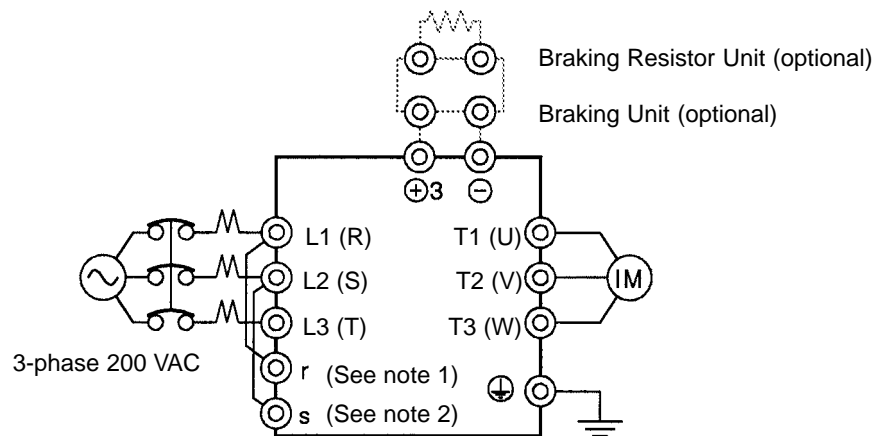 Braking Resistor Unit (optional)
Braking Unit (optional)
⊕3 ⊖
L1 (R) T1 (U)
L2 (S) T2 (V) IM
L3 (T) T3 (W)
3-phase 200 VAC
r (See note 1)
s (See note 2)